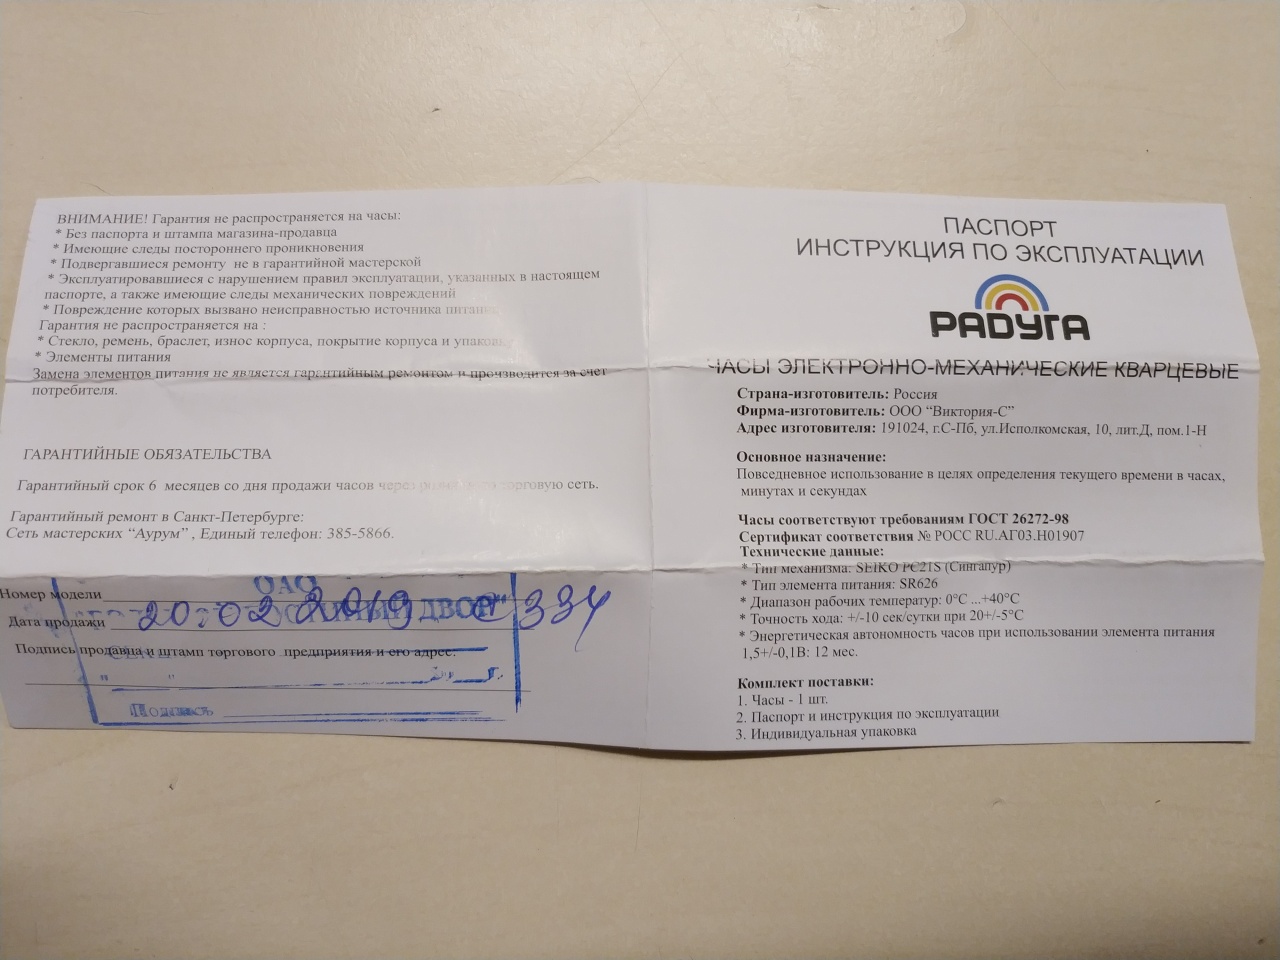 ВНИМАНИЕ! Гарантия не распространяется на часы:
* Без паспорта и штампа магазина-продавца
* Имеющие следы постороннего проникновения
* Подвергавшиеся ремонту не в гарантийной мастерской
* Эксплуатировавшиеся с нарушением правил эксплуатации, указанных в настоящем
паспорте, а также имеющие следы механических повреждений
* Повреждение которых вызвано неисправностью источника питания
Гарантия не распространяется на :
* Стекло, ремень, браслет, износ корпуса, покрытие корпуса и упаковку
* Элементы питания
Замена элементов питания не является гарантийным ремонтом и производится за счет
потребителя.
ГАРАНТИЙНЫЕ ОБЯЗАТЕЛЬСТВА
Гарантийный срок 6 месяцев со дня продажи часов через розничную торговую сеть.
Гарантийный ремонт в Санкт-Петербурге:
Сеть мастерских “Аурум” , Единый телефон: 385-5866.
ОАО
Номер модели
ДВОР"
Дата продажи 20.02 2019 с 334
Подпись продавца и штамп торгового предприятия и его адрес:
" "
Подпись
ПАСПОРТ
ИНСТРУКЦИЯ ПО ЭКСПЛУАТАЦИИ
РАДУГА
ЧАСЫ ЭЛЕКТРОННО-МЕХАНИЧЕСКИЕ КВАРЦЕВЫЕ
Страна-изготовитель: Россия
Фирма-изготовитель: ООО “Виктория-С”
Адрес изготовителя: 191024, г.С-Пб, ул.Исполкомская, 10, лит.Д, пом.1-Н
Основное назначение:
Повседневное использование в целях определения текущего времени в часах,
минутах и секундах
Часы соответствуют требованиям ГОСТ 26272-98
Сертификат соответствия № РОСС RU.АГ03.Н01907
Технические данные:
* Тип механизма: SEIKO PC21S (Сингапур)
* Тип элемента питания: SR626
* Диапазон рабочих температур: 0°С ...+40°С
* Точность хода: +/-10 сек/сутки при 20+/-5°С
* Энергетическая автономность часов при использовании элемента питания
1,5+/-0,1В: 12 мес.
Комплект поставки:
1. Часы - 1 шт.
2. Паспорт и инструкция по эксплуатации
3. Индивидуальная упаковка